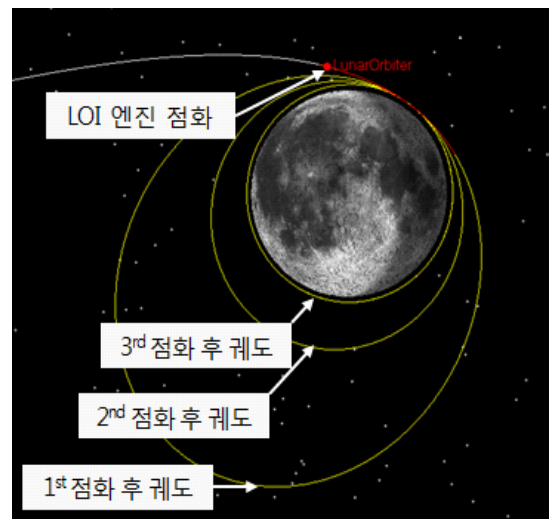 LunarOrbiter
LOI 엔진 점화
3rd 점화 후 궤도
2nd 점화 후 궤도
1st 점화 후 궤도